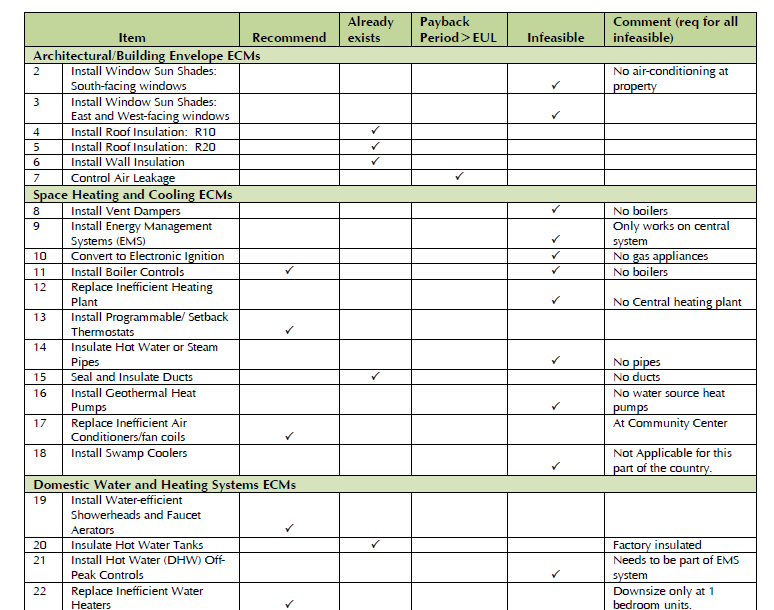 Item Recommend Already exists Payback Period > EUL Infeasible Comment (req for all infeasible)
Architectural/Building Envelope ECMs
2 Install Window Sun Shades: South-facing windows ✓ No air-conditioning at property
3 Install Window Sun Shades: East and West-facing windows ✓
4 Install Roof Insulation: R10 ✓
5 Install Roof Insulation: R20 ✓
6 Install Wall Insulation ✓
7 Control Air Leakage ✓
Space Heating and Cooling ECMs
8 Install Vent Dampers ✓ No boilers
9 Install Energy Management Systems (EMS) ✓ Only works on central system
10 Convert to Electronic Ignition ✓ No gas appliances
11 Install Boiler Controls ✓ ✓ No boilers
12 Replace Inefficient Heating Plant ✓ No Central heating plant
13 Install Programmable/ Setback Thermostats ✓
14 Insulate Hot Water or Steam Pipes ✓ No pipes
15 Seal and Insulate Ducts ✓ No ducts
16 Install Geothermal Heat Pumps ✓ No water source heat pumps
17 Replace Inefficient Air Conditioners/fan coils ✓ At Community Center
18 Install Swamp Coolers ✓ Not Applicable for this part of the country.
Domestic Water and Heating Systems ECMs
19 Install Water-efficient Showerheads and Faucet Aerators ✓
20 Insulate Hot Water Tanks ✓ Factory insulated
21 Install Hot Water (DHW) Off-Peak Controls ✓ Needs to be part of EMS system
22 Replace Inefficient Water Heaters ✓ Downsize only at 1 bedroom units.